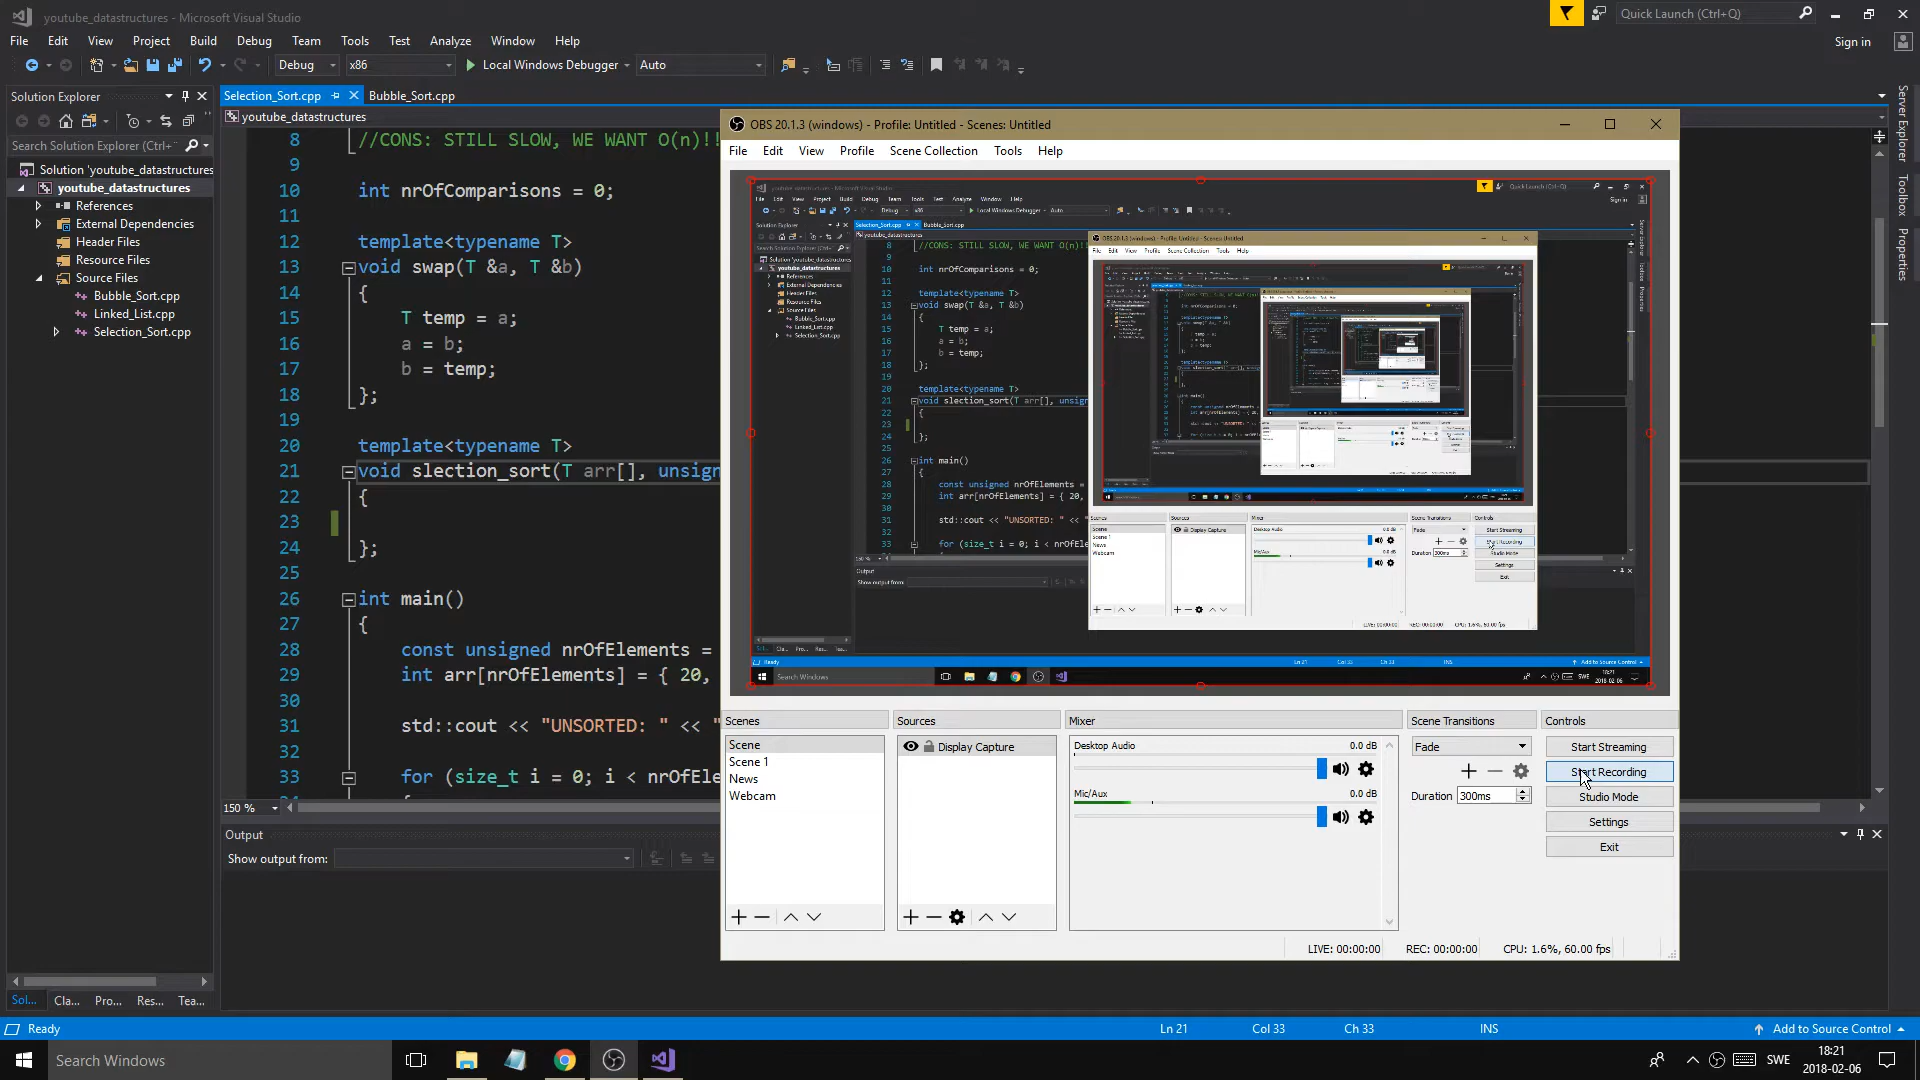 youtube_datastructures - Microsoft Visual Studio
Quick Launch (Ctrl+Q)
File Edit View Project Build Debug Team Tools Test Analyze Window Help
Sign in
Debug x86 Local Windows Debugger Auto
Solution Explorer
Search Solution Explorer (Ctrl+
Solution 'youtube_datastructures
youtube_datastructures
References
External Dependencies
Header Files
Resource Files
Source Files
Bubble_Sort.cpp
Linked_List.cpp
Selection_Sort.cpp
Sol... Cla... Pro... Res... Tea...
Selection_Sort.cpp Bubble_Sort.cpp
youtube_datastructures
8 //CONS: STILL SLOW, WE WANT O(n)!!
9
10 int nrOfComparisons = 0;
11
12 template<typename T>
13 void swap(T &a, T &b)
14 {
15 T temp = a;
16 a = b;
17 b = temp;
18 };
19
20 template<typename T>
21 void slection_sort(T arr[], unsign
22 {
23
24 };
25
26 int main()
27 {
28 const unsigned nrOfElements =
29 int arr[nrOfElements] = { 20,
30
31 std::cout << "UNSORTED: " << "
32
33 for (size_t i = 0; i < nrOfEle
150 %
Output
Show output from:
Server Explorer
Toolbox
Properties
OBS 20.1.3 (windows) - Profile: Untitled - Scenes: Untitled
File Edit View Profile Scene Collection Tools Help
Scenes
Scene
Scene 1
News
Webcam
Sources
Display Capture
Mixer
Desktop Audio 0.0 dB
Mic/Aux 0.0 dB
Scene Transitions
Fade
Duration 300ms
Controls
Start Streaming
Start Recording
Studio Mode
Settings
Exit
LIVE: 00:00:00 REC: 00:00:00 CPU: 1.6%, 60.00 fps
Ready Ln 21 Col 33 Ch 33 INS Add to Source Control
Search Windows
SWE
18:21
2018-02-06